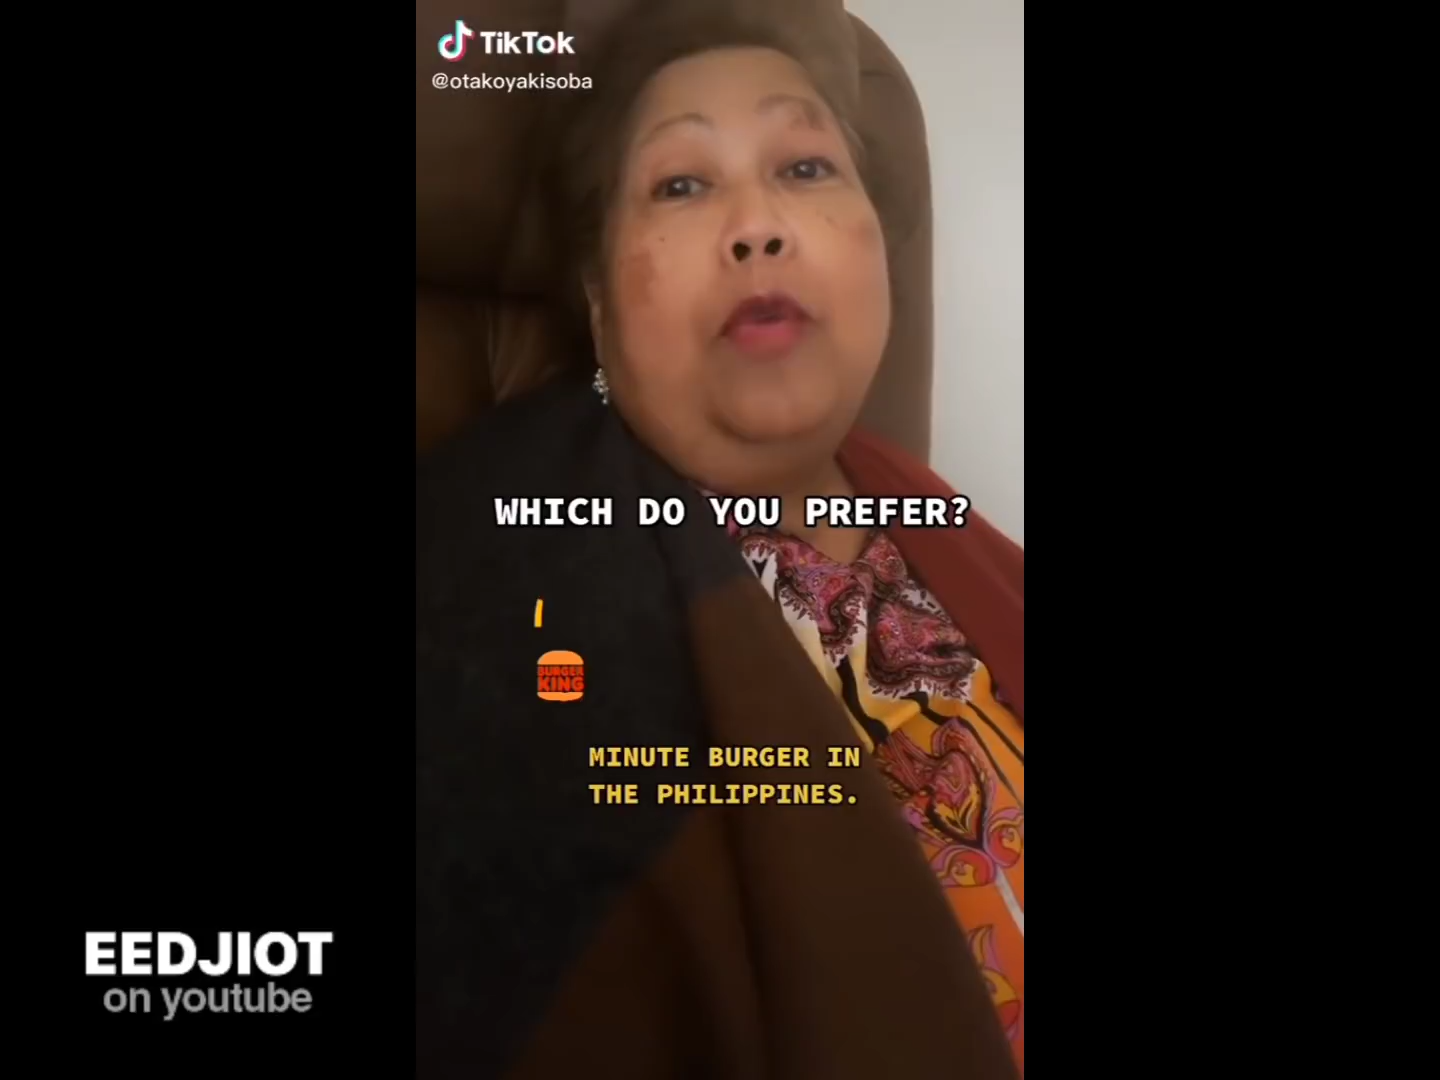 TikTok
@otakoyakisoba
WHICH DO YOU PREFER?
BURGER
KING
MINUTE BURGER IN
THE PHILIPPINES.
EEDJIOT
on youtube